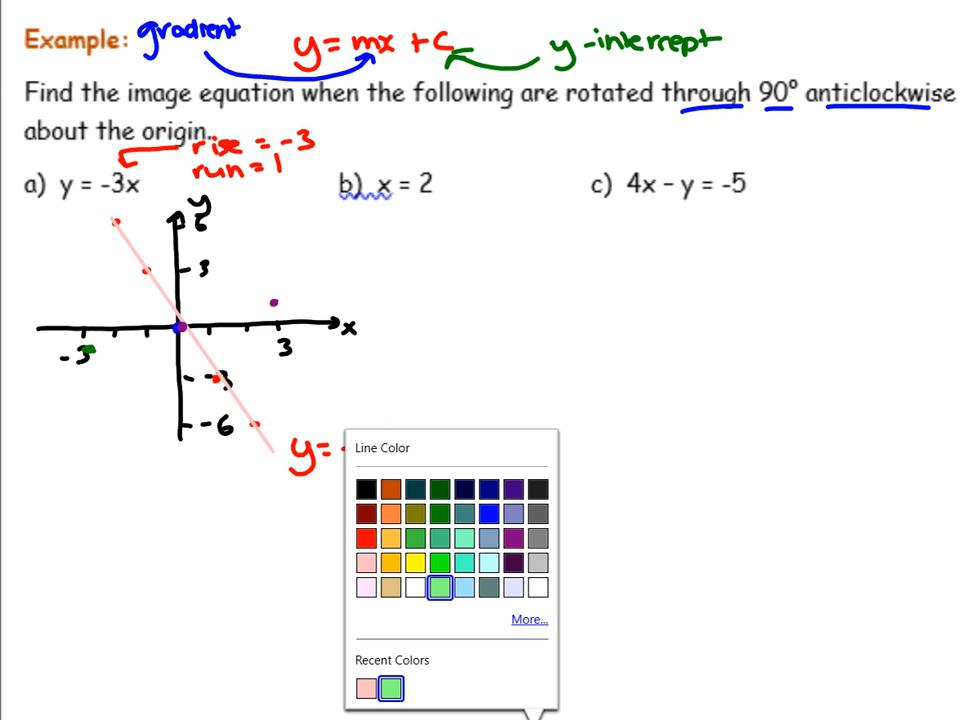 Example: gradient y = mx + c y-intercept
Find the image equation when the following are rotated through 90° anticlockwise
about the origin.
rise = -3
run = 1
a) y = -3x b) x = 2 c) 4x – y = -5
y
6
3
x
-3 3
-3
-6
y = -
Line Color
More...
Recent Colors